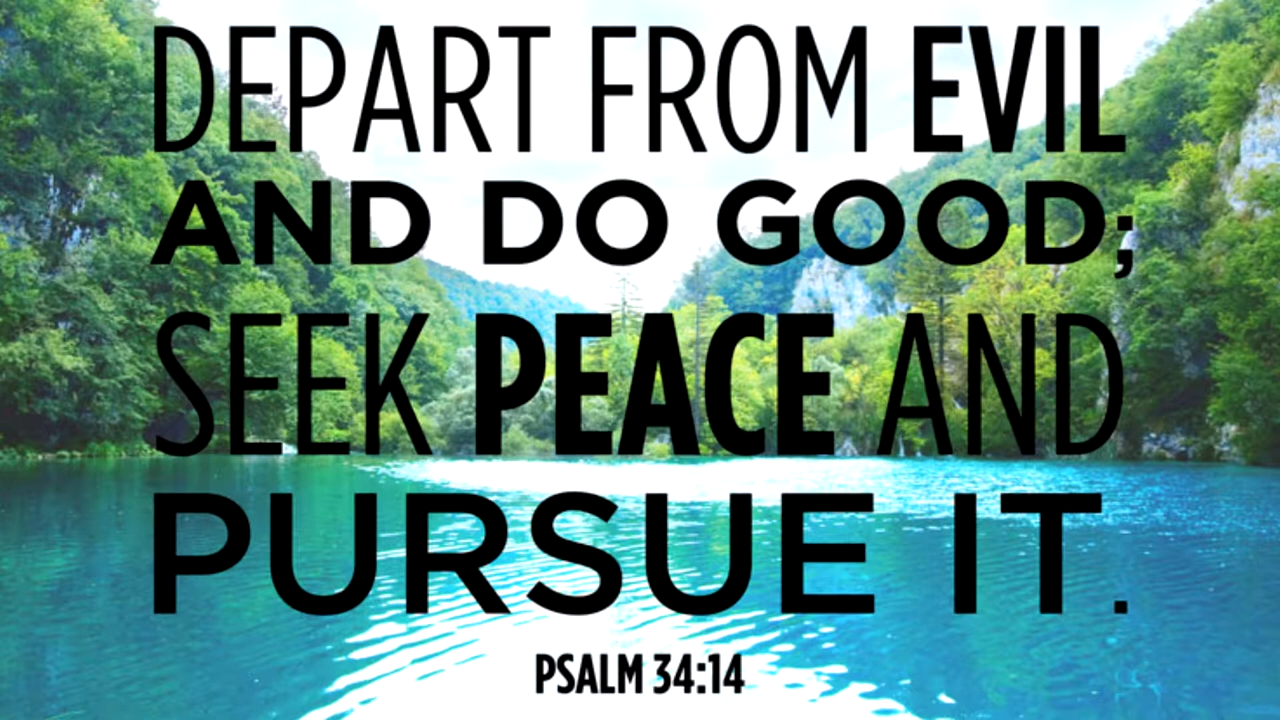 DEPART FROM EVIL
AND DO GOOD;
SEEK PEACE AND
PURSUE IT.
PSALM 34:14